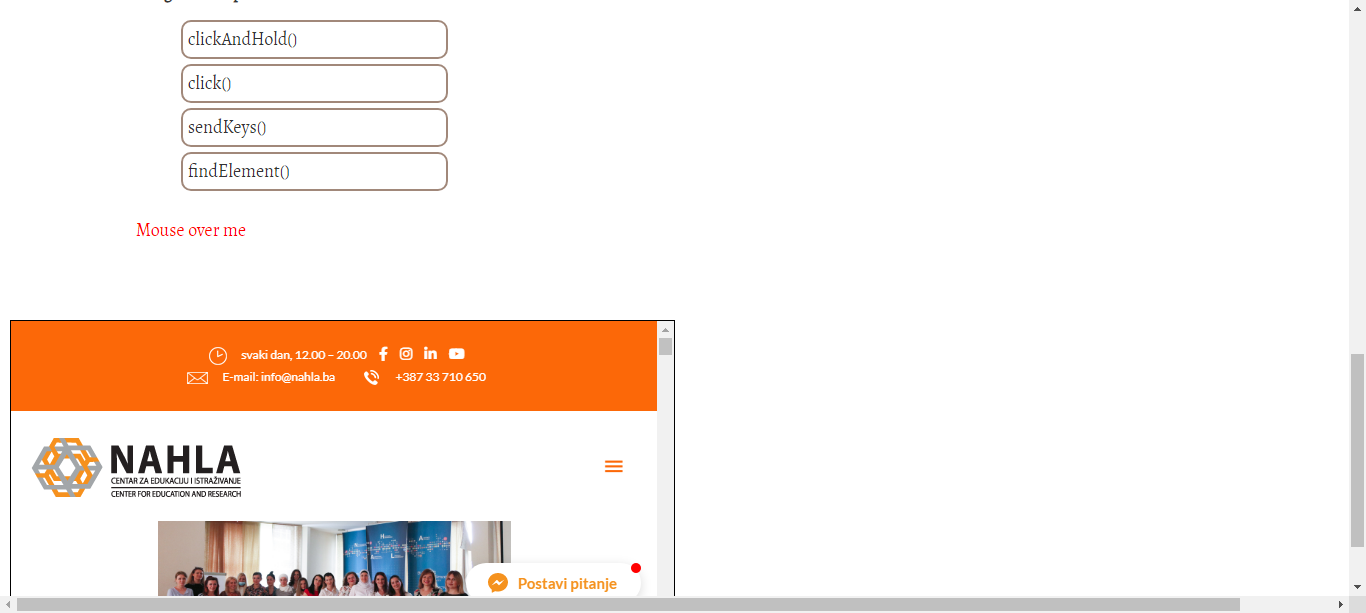 clickAndHold()
click()
sendKeys()
findElement()
Mouse over me
svaki dan, 12.00 – 20.00
E-mail: info@nahla.ba +387 33 710 650
NAHLA
CENTAR ZA EDUKACIJU I ISTRAŽIVANJE
CENTER FOR EDUCATION AND RESEARCH
Postavi pitanje